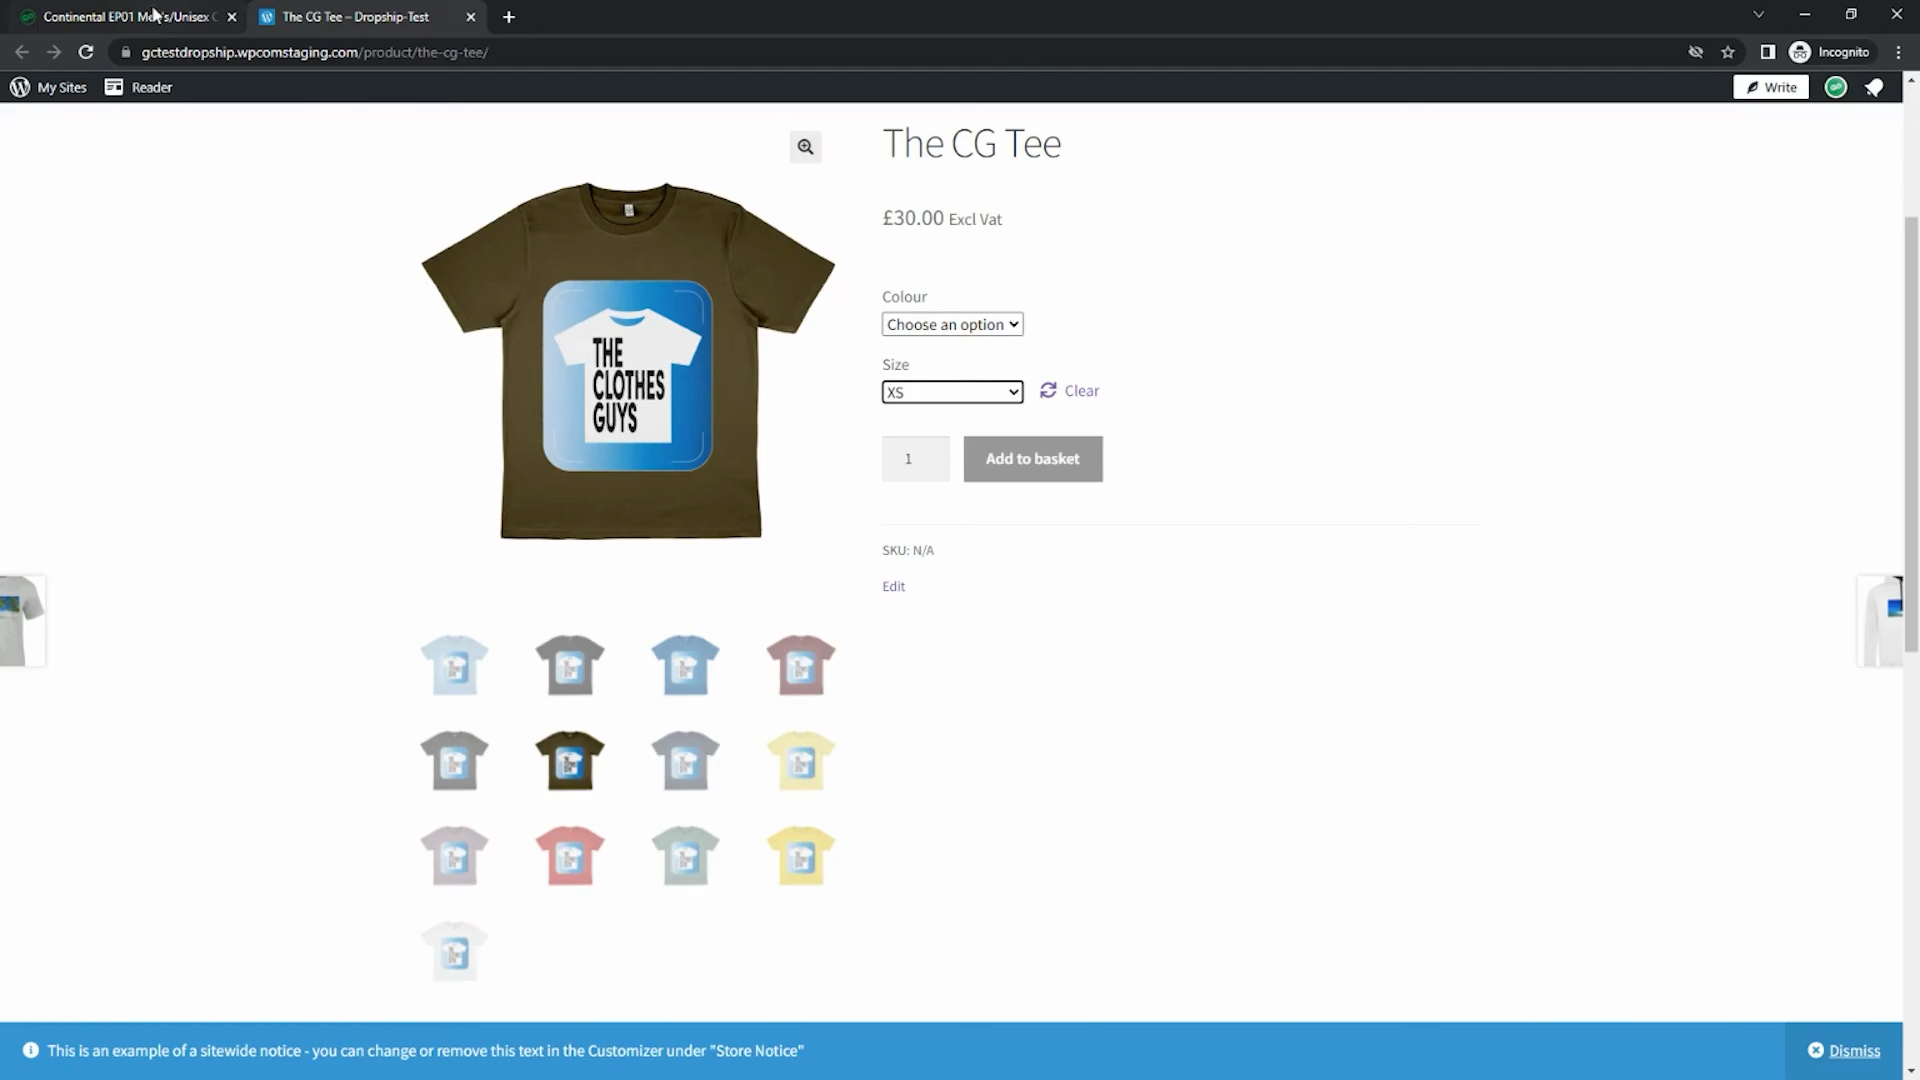 Continental EP01 Men's/Unisex C
The CG Tee – Dropship-Test
gctestdropship.wpcomstaging.com/product/the-cg-tee/
Incognito
My Sites
Reader
Write
The CG Tee
£30.00 Excl Vat
Colour
Choose an option
Size
XS
Clear
1
Add to basket
SKU: N/A
Edit
THE
CLOTHES
GUYS
This is an example of a sitewide notice - you can change or remove this text in the Customizer under "Store Notice"
Dismiss